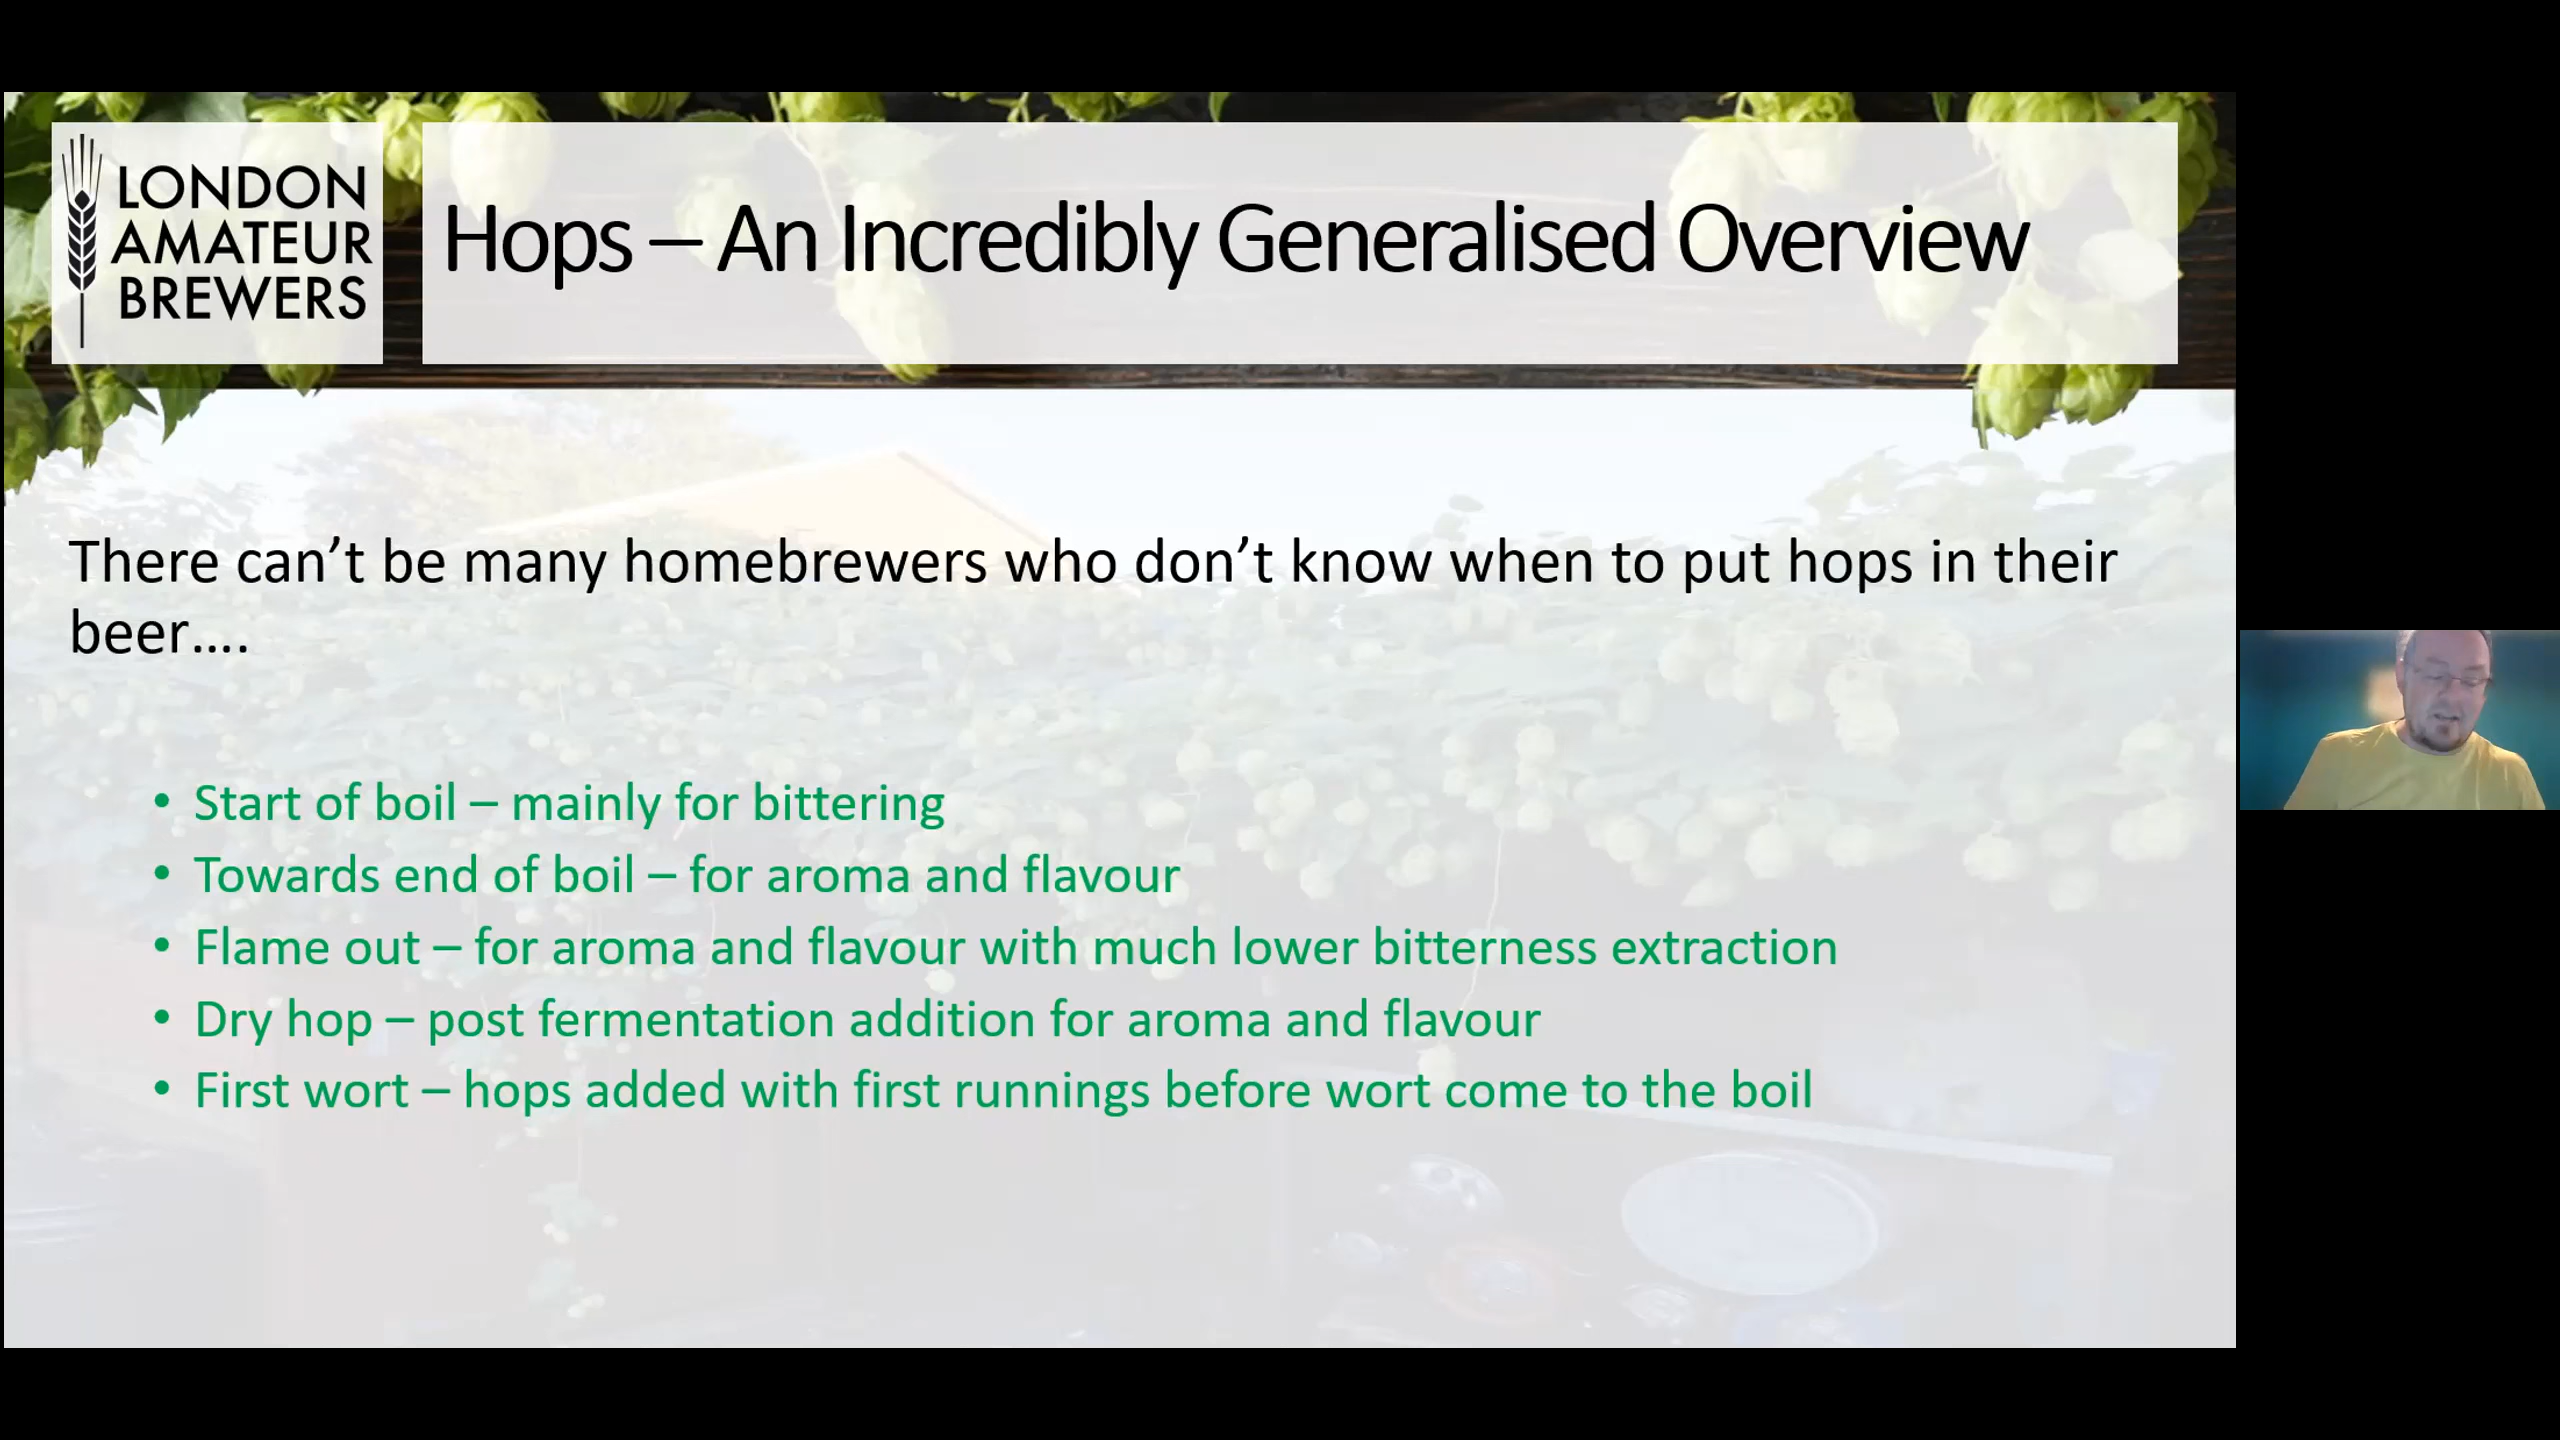 LONDON
AMATEUR
BREWERS
Hops – An Incredibly Generalised Overview
There can’t be many homebrewers who don’t know when to put hops in their
beer….
• Start of boil – mainly for bittering
• Towards end of boil – for aroma and flavour
• Flame out – for aroma and flavour with much lower bitterness extraction
• Dry hop – post fermentation addition for aroma and flavour
• First wort – hops added with first runnings before wort come to the boil